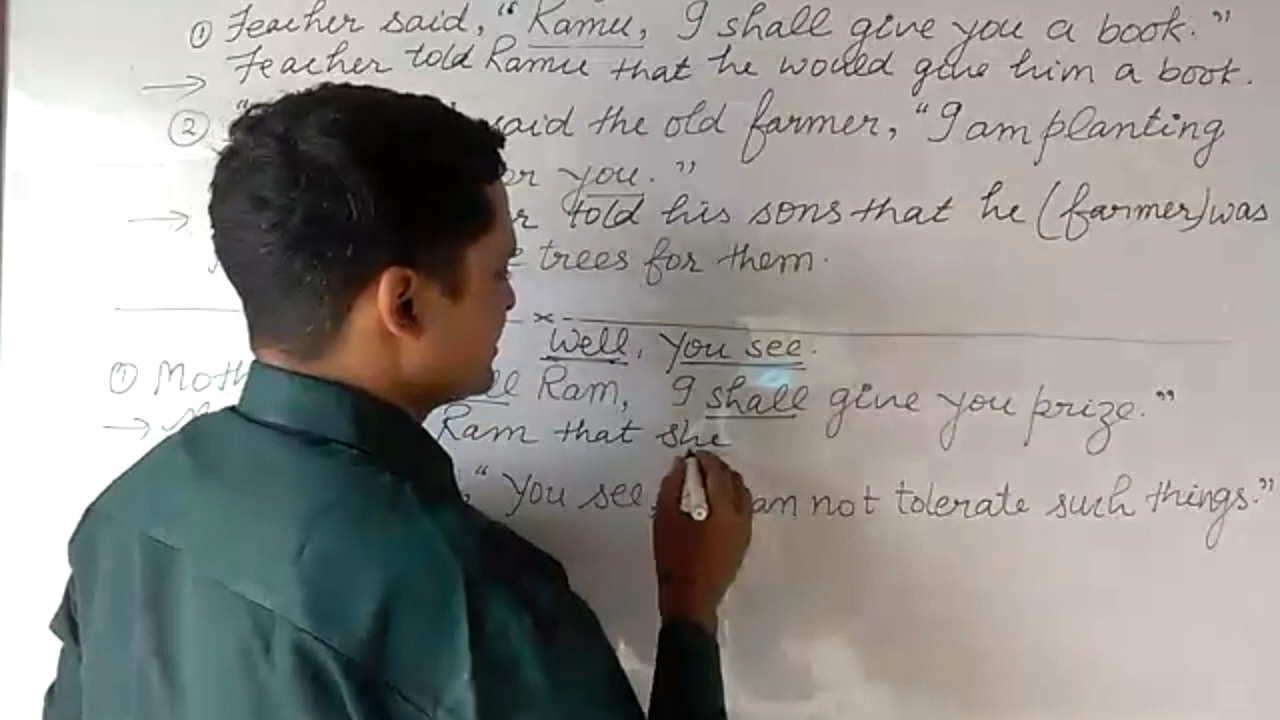 ① Teacher said, "Ramu, I shall give you a book."
→ Teacher told Ramu that he would give him a book.
② " said the old farmer, "I am planting
you."
→ told his sons that he (farmer) was
trees for them.
×
Well, You see.
① Ram, I shall give you prize."
→ Ram that she
"You see, am not tolerate such things."